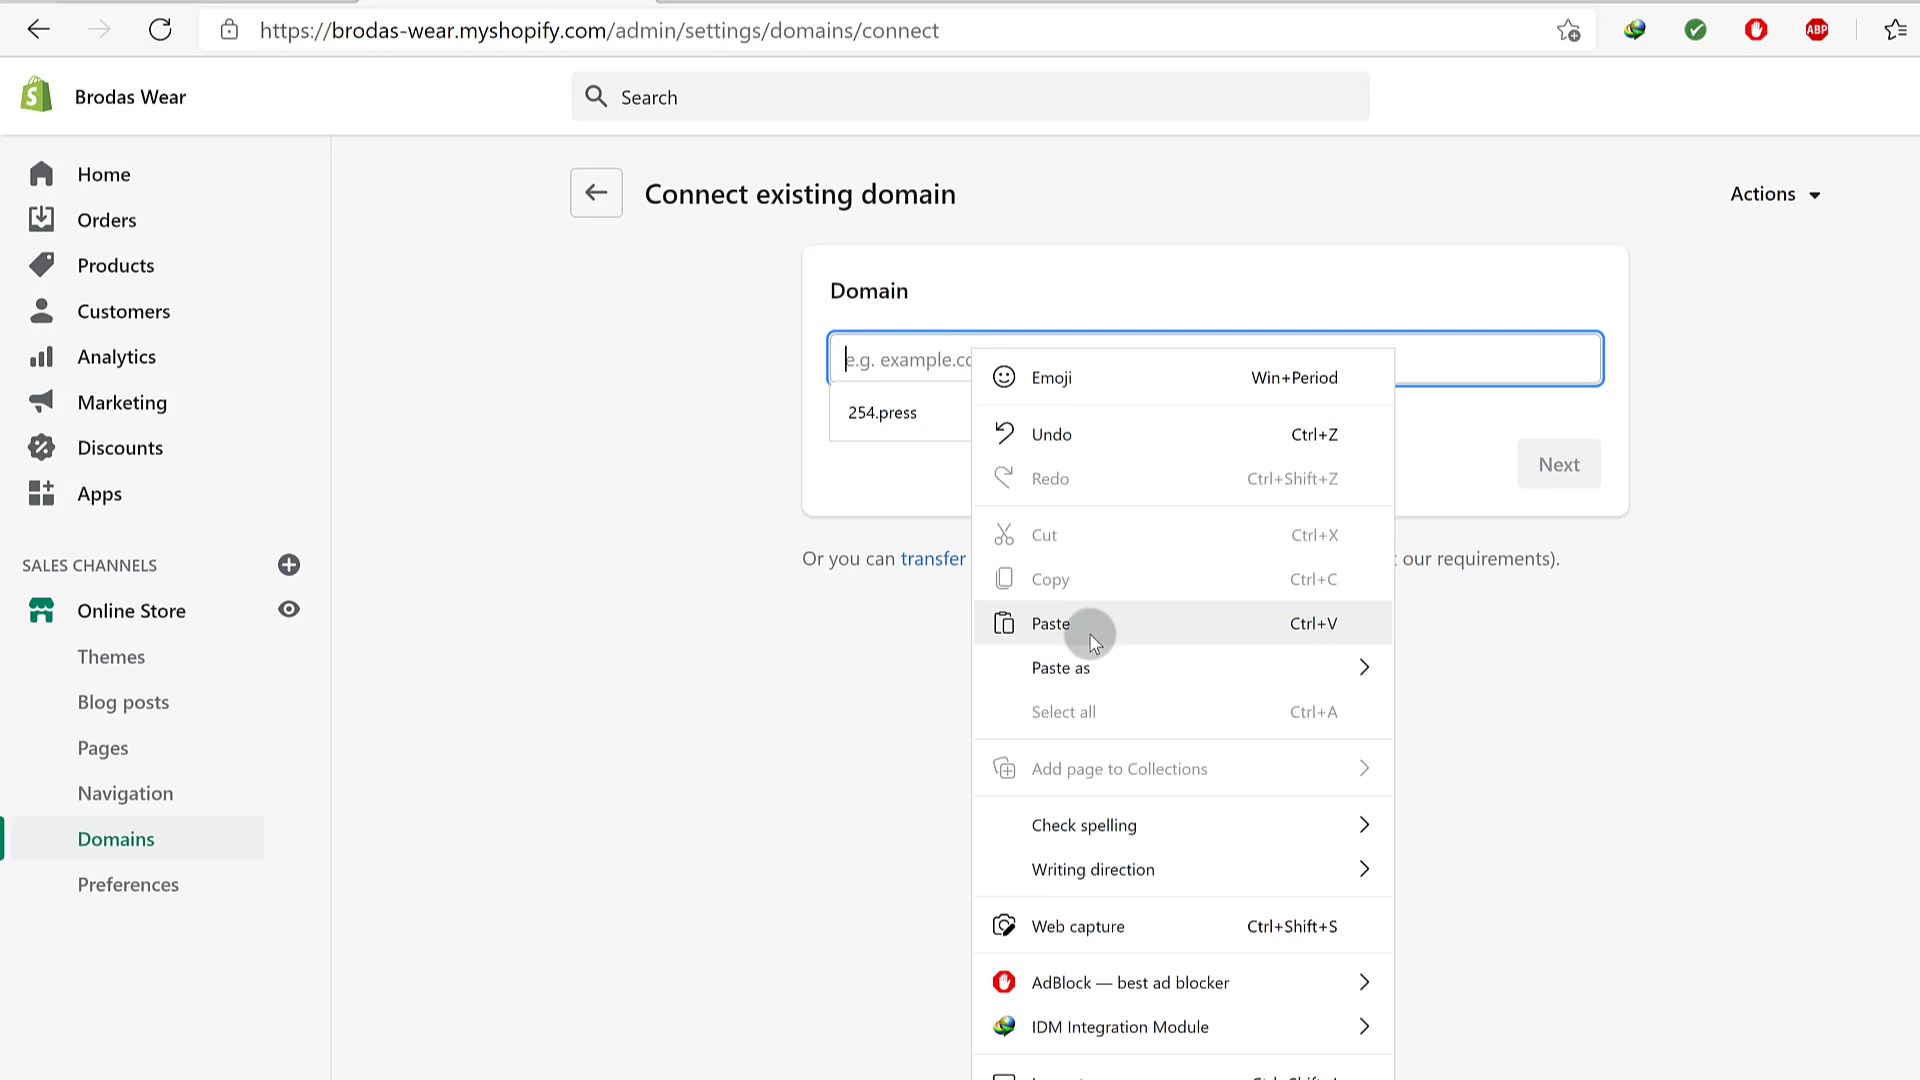 https://brodas-wear.myshopify.com/admin/settings/domains/connect
ABP
Brodas Wear
Search
Home
Orders
Products
Customers
Analytics
Marketing
Discounts
Apps
SALES CHANNELS
Online Store
Themes
Blog posts
Pages
Navigation
Domains
Preferences
Connect existing domain
Actions
Domain
e.g. example.co
254.press
Next
Or you can transfer
our requirements).
Emoji Win+Period
Undo Ctrl+Z
Redo Ctrl+Shift+Z
Cut Ctrl+X
Copy Ctrl+C
Paste Ctrl+V
Paste as
Select all Ctrl+A
Add page to Collections
Check spelling
Writing direction
Web capture Ctrl+Shift+S
AdBlock — best ad blocker
IDM Integration Module